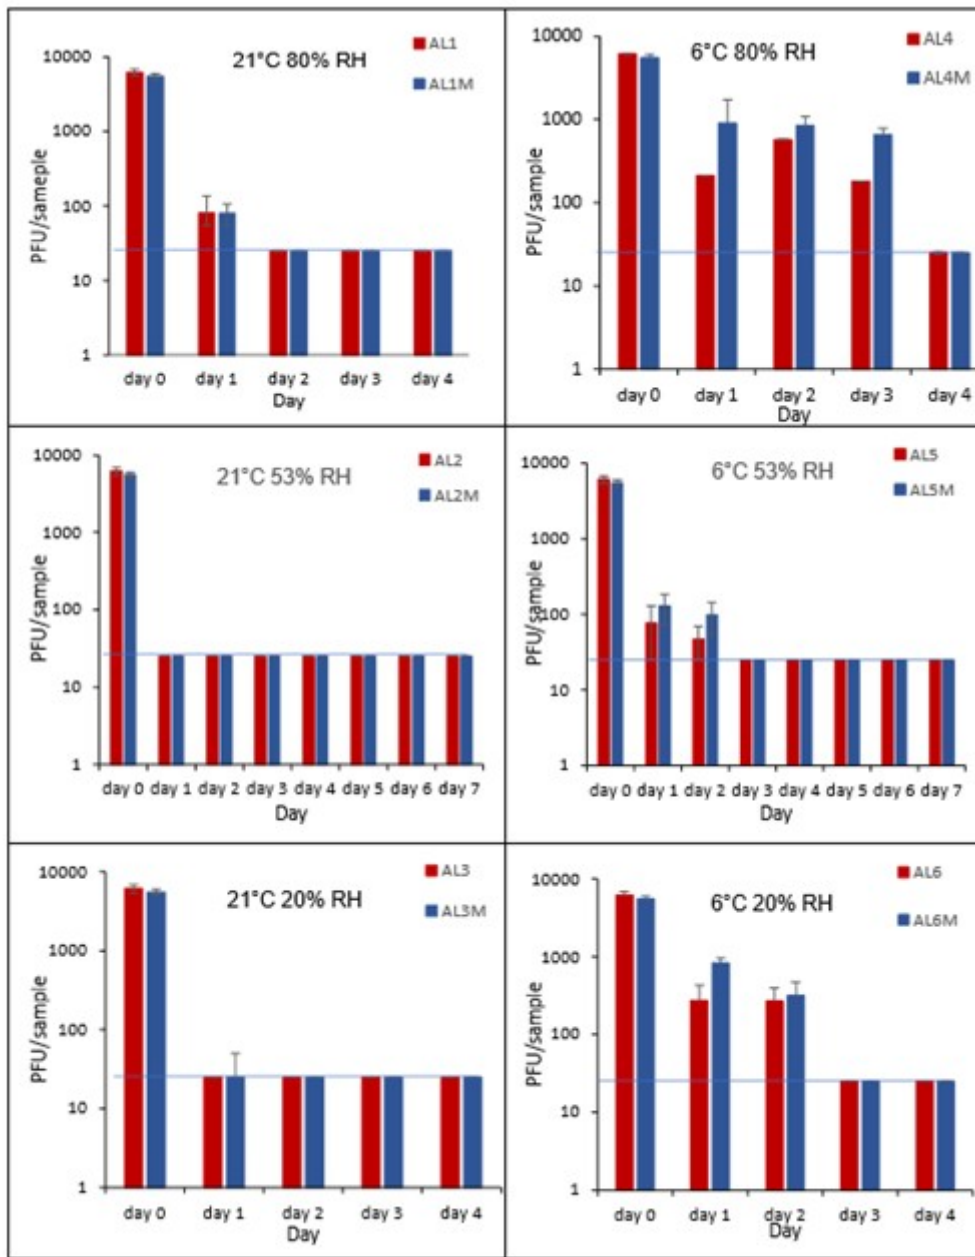 21°C 80% RH
AL1
AL1M
PFU/sameple
10000
1000
100
10
1
day 0 day 1 day 2 day 3 day 4
Day
6°C 80% RH
AL4
AL4M
PFU/sample
10000
1000
100
10
1
day 0 day 1 day 2 day 3 day 4
Day
21°C 53% RH
AL2
AL2M
PFU/sample
10000
1000
100
10
1
day 0 day 1 day 2 day 3 day 4 day 5 day 6 day 7
Day
6°C 53% RH
AL5
AL5M
PFU/sample
10000
1000
100
10
1
day 0 day 1 day 2 day 3 day 4 day 5 day 6 day 7
Day
21°C 20% RH
AL3
AL3M
PFU/sample
10000
1000
100
10
1
day 0 day 1 day 2 day 3 day 4
Day
6°C 20% RH
AL6
AL6M
PFU/sample
10000
1000
100
10
1
day 0 day 1 day 2 day 3 day 4
Day